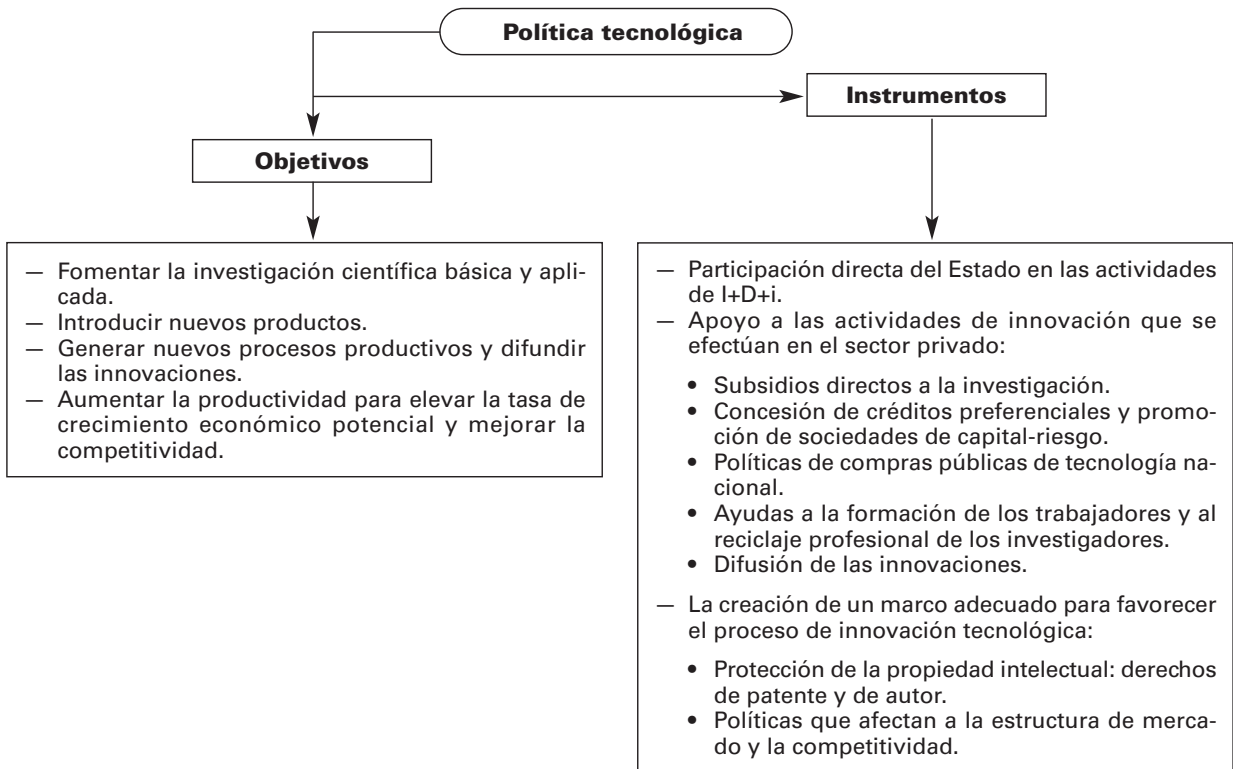 Política tecnológica
Instrumentos
Objetivos
— Fomentar la investigación científica básica y apli-
cada.
— Introducir nuevos productos.
— Generar nuevos procesos productivos y difundir
las innovaciones.
— Aumentar la productividad para elevar la tasa de
crecimiento económico potencial y mejorar la
competitividad.
— Participación directa del Estado en las actividades
de I+D+i.
— Apoyo a las actividades de innovación que se
efectúan en el sector privado:
• Subsidios directos a la investigación.
• Concesión de créditos preferenciales y promo-
ción de sociedades de capital-riesgo.
• Políticas de compras públicas de tecnología na-
cional.
• Ayudas a la formación de los trabajadores y al
reciclaje profesional de los investigadores.
• Difusión de las innovaciones.
— La creación de un marco adecuado para favorecer
el proceso de innovación tecnológica:
• Protección de la propiedad intelectual: derechos
de patente y de autor.
• Políticas que afectan a la estructura de merca-
do y la competitividad.